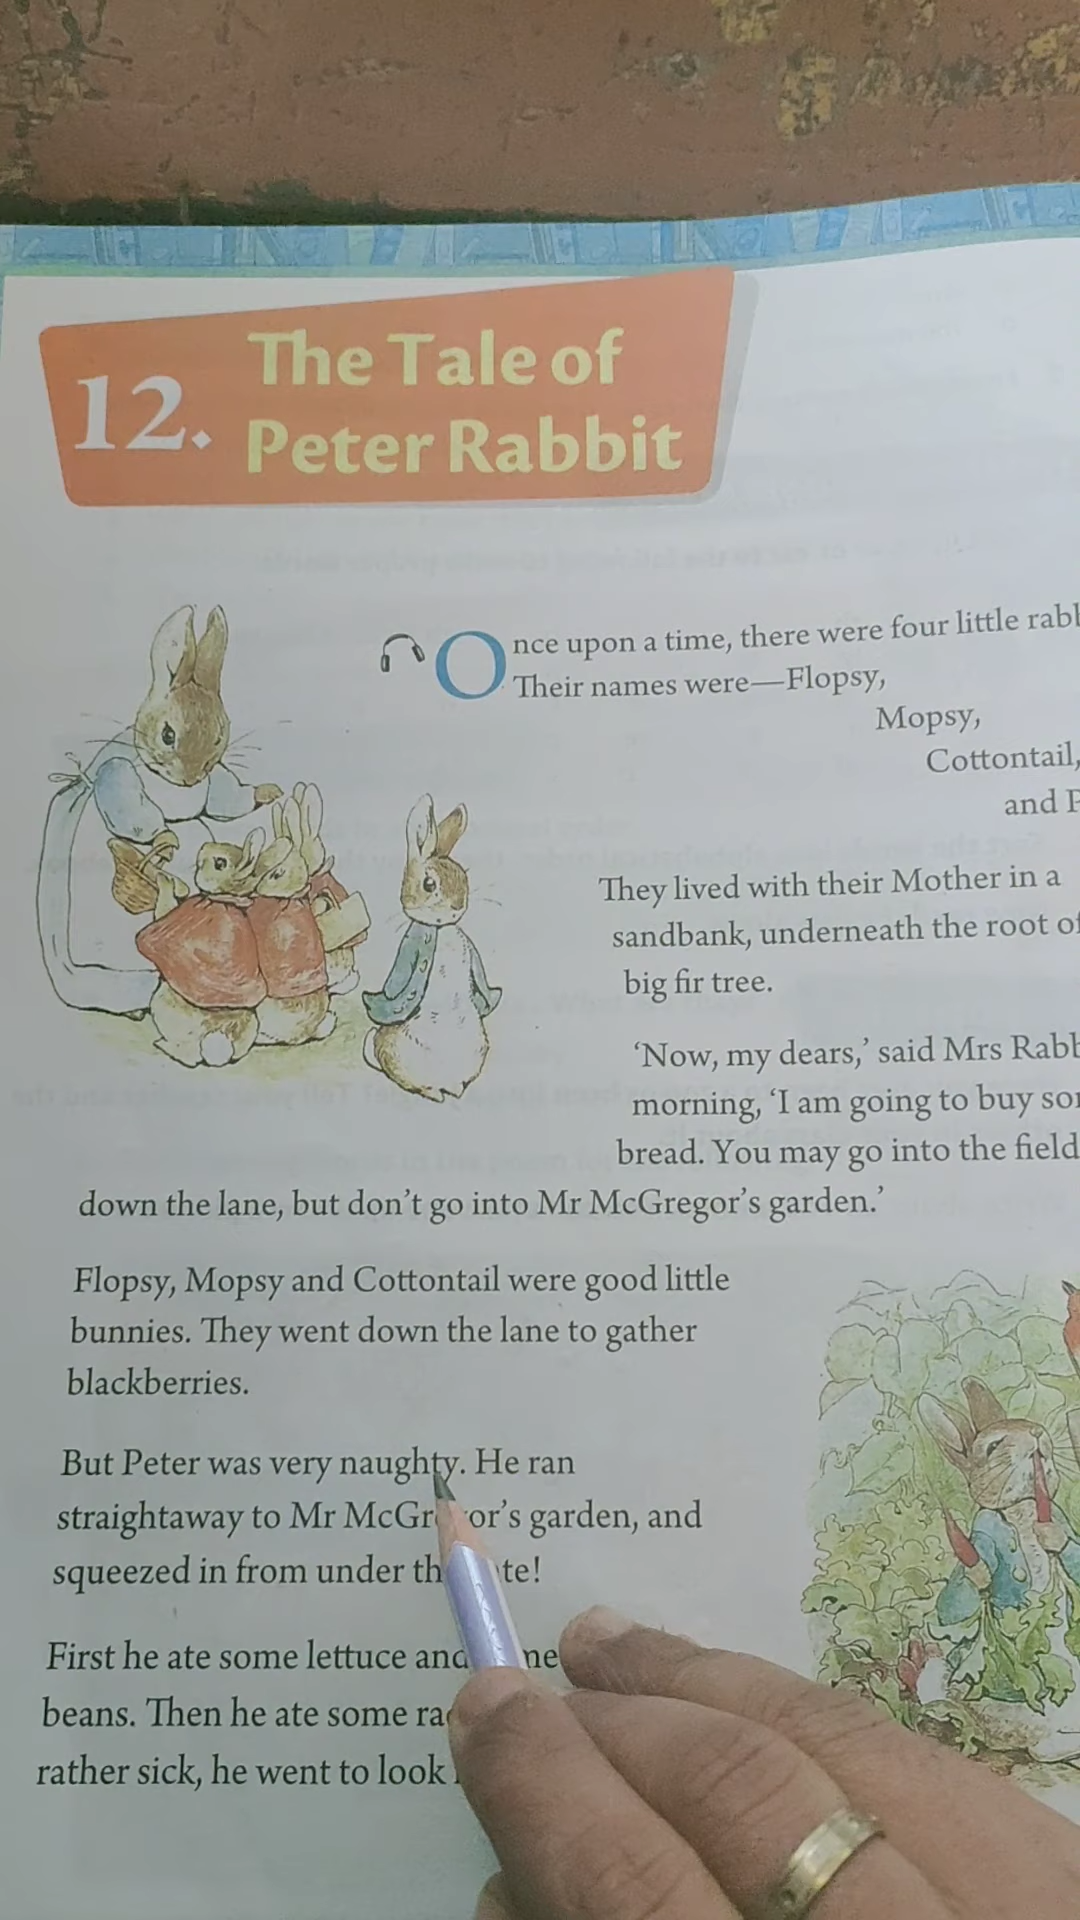 12.
The Tale of
Peter Rabbit
Once upon a time, there were four little
Their names were—Flopsy,
Mopsy,
Cottontail,
and
They lived with their Mother in a
sandbank, underneath the root of
big fir tree.
‘Now, my dears,’ said Mrs
morning, ‘I am going to buy
bread. You may go into the field
down the lane, but don’t go into Mr McGregor’s garden.’
Flopsy, Mopsy and Cottontail were good little
bunnies. They went down the lane to gather
blackberries.
But Peter was very naughty. He ran
straightaway to Mr garden, and
squeezed in from under
First he ate some lettuce and
beans. Then he ate some
rather sick, he went to look